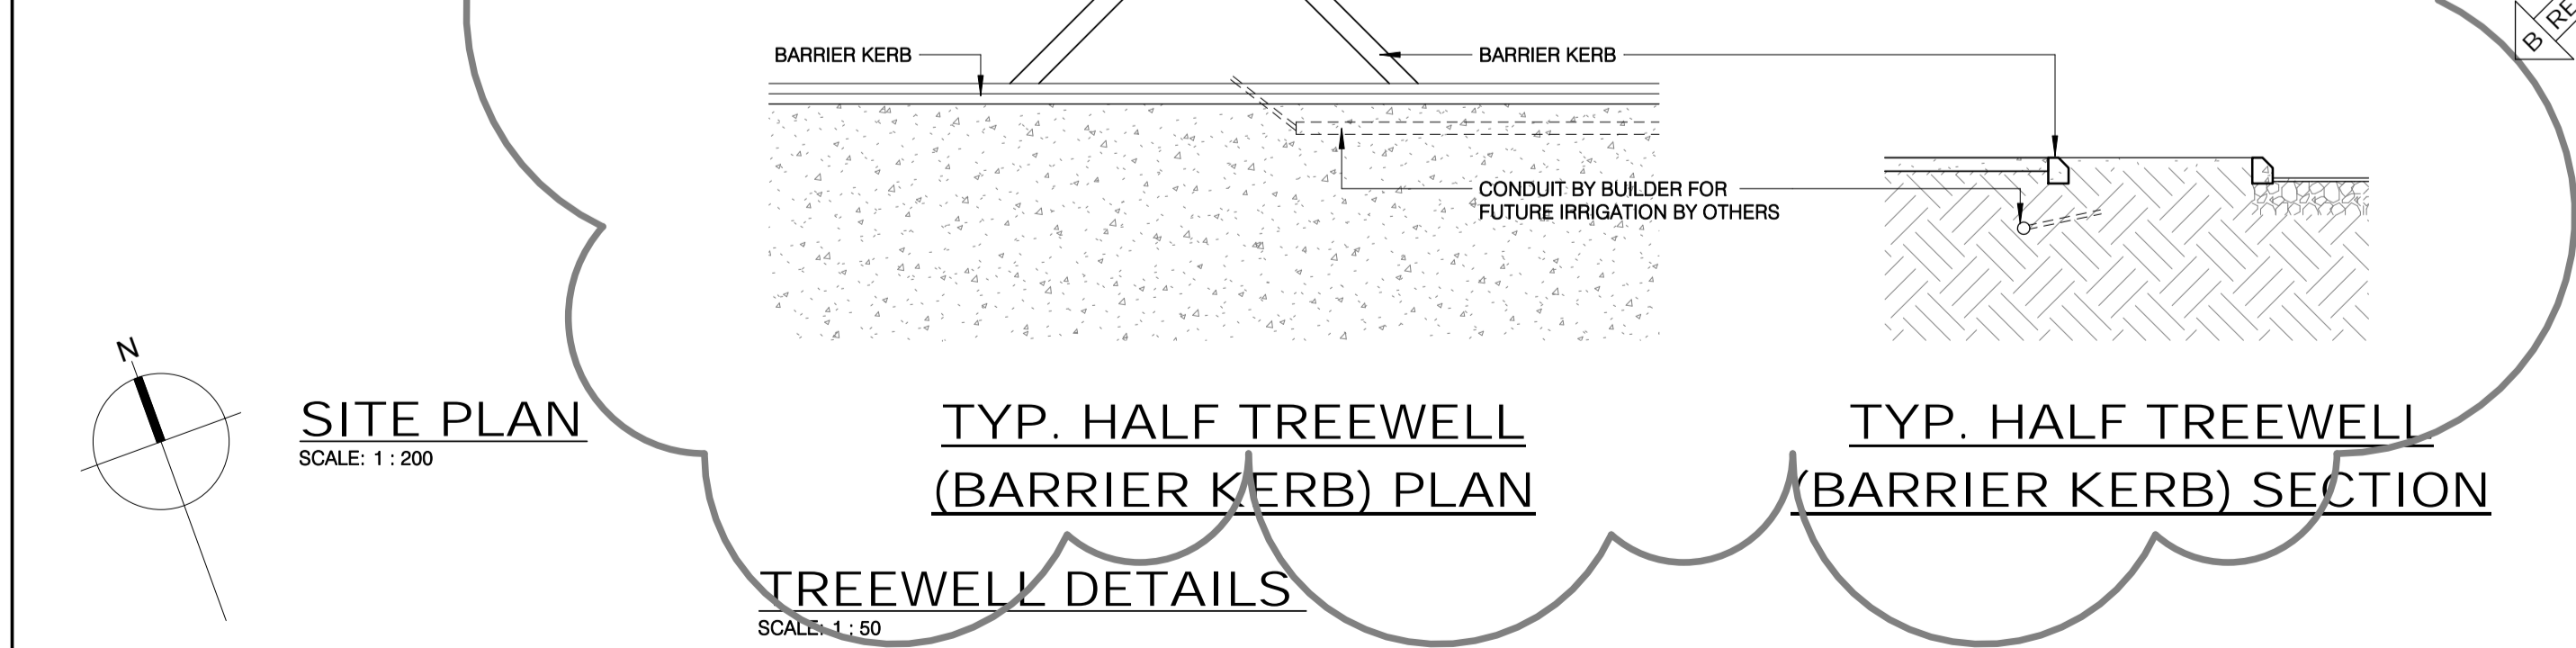 BARRIER KERB
BARRIER KERB
B
CONDUIT BY BUILDER FOR
FUTURE IRRIGATION BY OTHERS
N
SITE PLAN
SCALE: 1 : 200
TYP. HALF TREEWELL
(BARRIER KERB) PLAN
TYP. HALF TREEWELL
(BARRIER KERB) SECTION
TREEWELL DETAILS
SCALE: 1 : 50